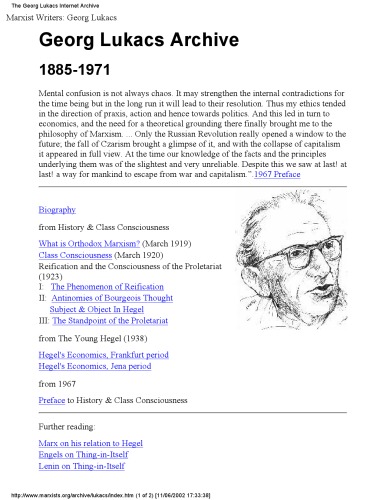 The Georg Lukacs Internet Archive
Marxist Writers: Georg Lukacs
Georg Lukacs Archive
1885-1971
Mental confusion is not always chaos. It may strengthen the internal contradictions for
the time being but in the long run it will lead to their resolution. Thus my ethics tended
in the direction of praxis, action and hence towards politics. And this led in turn to
economics, and the need for a theoretical grounding there finally brought me to the
philosophy of Marxism. ... Only the Russian Revolution really opened a window to the
future; the fall of Czarism brought a glimpse of it, and with the collapse of capitalism
it appeared in full view. At the time our knowledge of the facts and the principles
underlying them was of the slightest and very unreliable. Despite this we saw at last! at
last! a way for mankind to escape from war and capitalism.”.1967 Preface
Biography
from History & Class Consciousness
What is Orthodox Marxism? (March 1919)
Class Consciousness (March 1920)
Reification and the Consciousness of the Proletariat
(1923)
I: The Phenomenon of Reification
II: Antinomies of Bourgeois Thought
Subject & Object In Hegel
III: The Standpoint of the Proletariat
from The Young Hegel (1938)
Hegel's Economics, Frankfurt period
Hegel's Economics, Jena period
from 1967
Preface to History & Class Consciousness
Further reading:
Marx on his relation to Hegel
Engels on Thing-in-Itself
Lenin on Thing-in-Itself
http://www.marxists.org/archive/lukacs/index.htm (1 of 2) [11/06/2002 17:33:38]